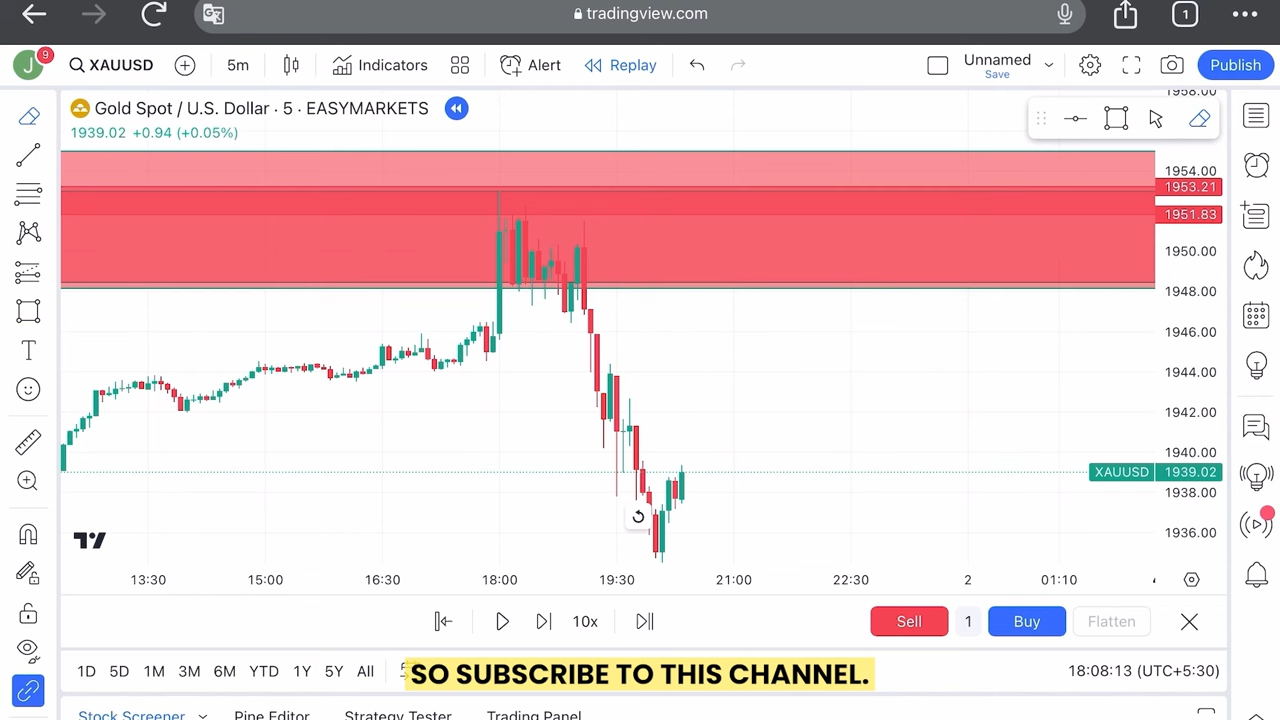 tradingview.com
1
J
9
XAUUSD
5m
Indicators
Alert
Replay
Unnamed
Save
Publish
Gold Spot / U.S. Dollar · 5 · EASYMARKETS
1939.02 +0.94 (+0.05%)
1958.00
1954.00
1953.21
1951.83
1950.00
1948.00
1946.00
1944.00
1942.00
1940.00
XAUUSD 1939.02
1938.00
1936.00
13:30
15:00
16:30
18:00
19:30
21:00
22:30
2
01:10
10x
Sell
1
Buy
Flatten
1D 5D 1M 3M 6M YTD 1Y 5Y All
SO SUBSCRIBE TO THIS CHANNEL.
18:08:13 (UTC+5:30)
Stock Screener
Pine Editor
Strategy Tester
Trading Panel